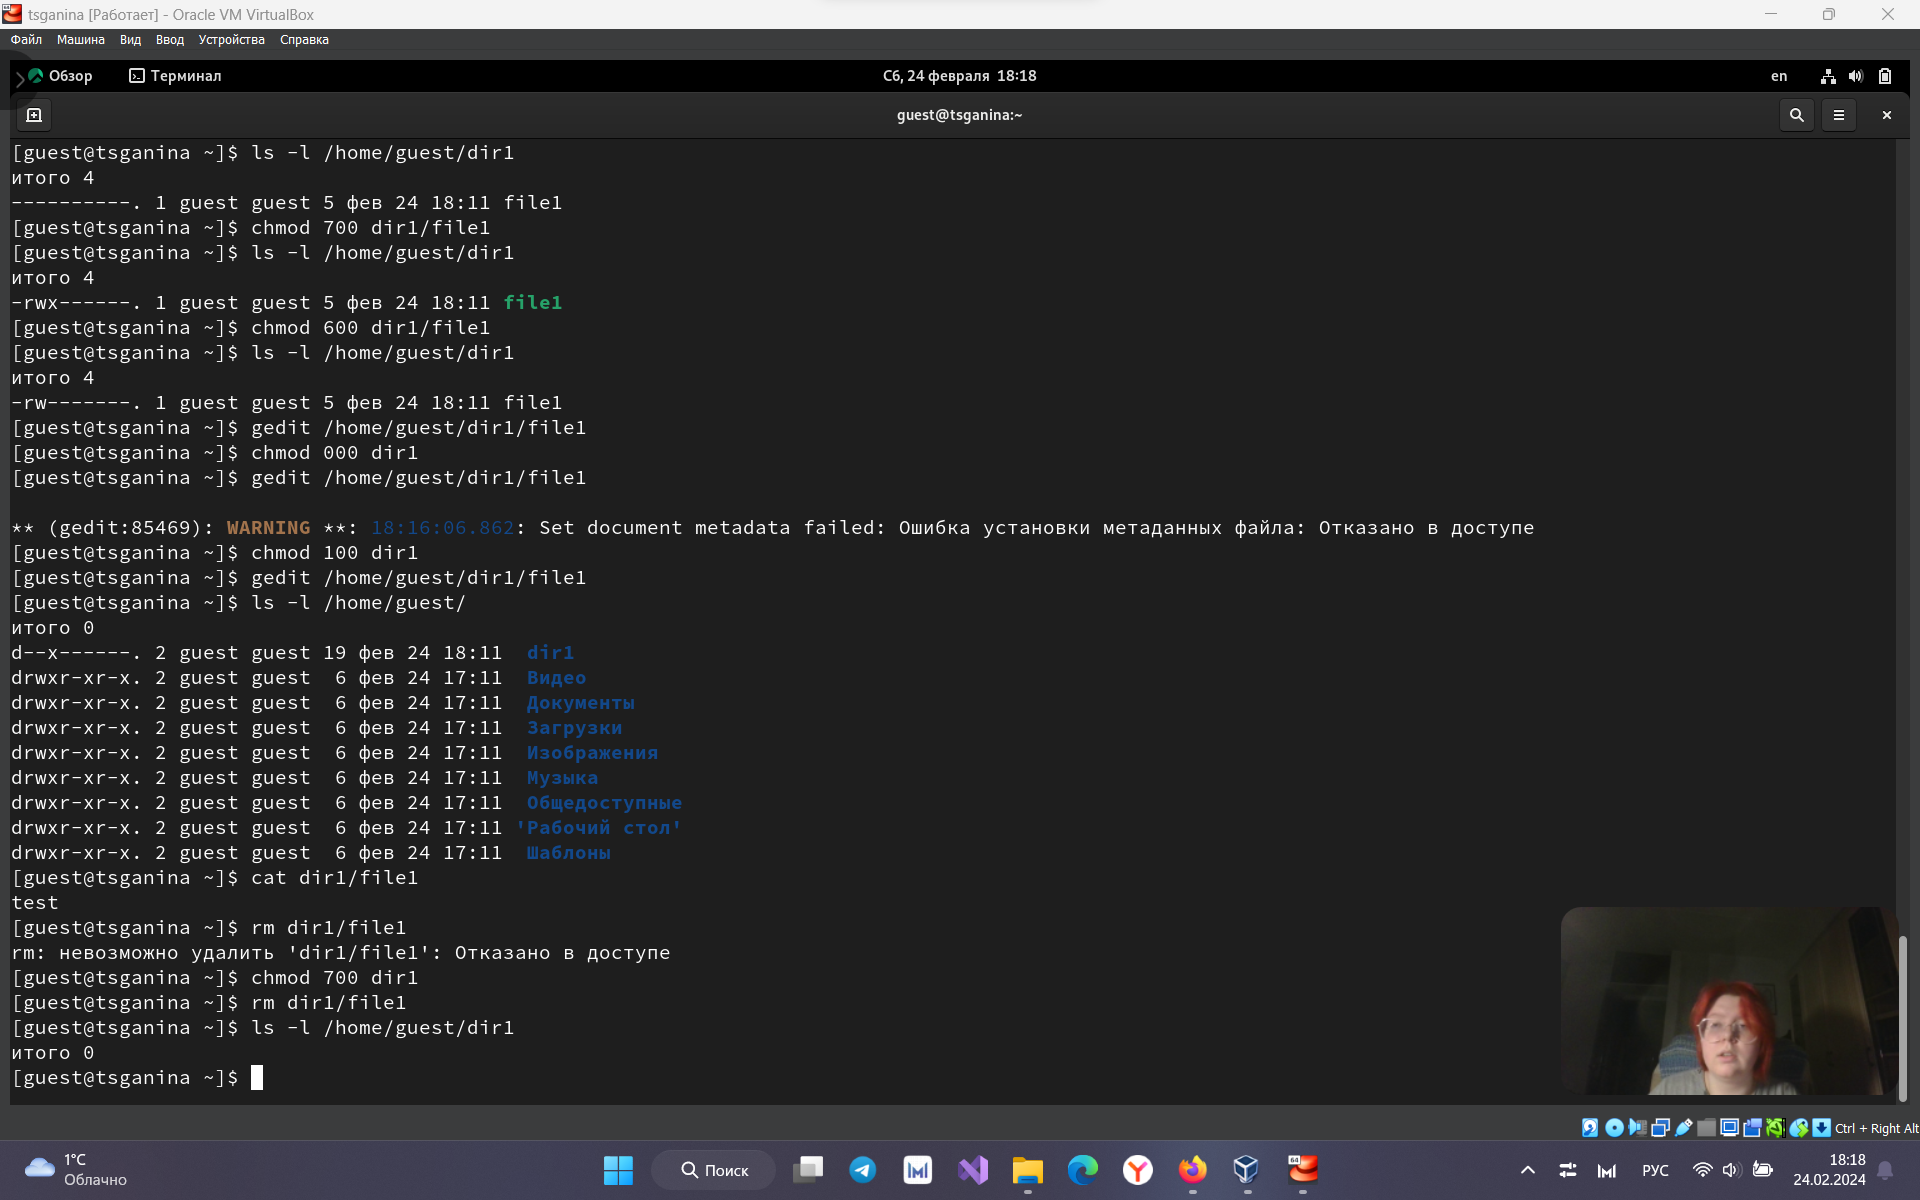 tsganina [Работает] - Oracle VM VirtualBox
Файл Машина Вид Ввод Устройства Справка
Обзор Терминал Сб, 24 февраля 18:18 en
guest@tsganina:~
[guest@tsganina ~]$ ls -l /home/guest/dir1
итого 4
----------. 1 guest guest 5 фев 24 18:11 file1
[guest@tsganina ~]$ chmod 700 dir1/file1
[guest@tsganina ~]$ ls -l /home/guest/dir1
итого 4
-rwx------. 1 guest guest 5 фев 24 18:11 file1
[guest@tsganina ~]$ chmod 600 dir1/file1
[guest@tsganina ~]$ ls -l /home/guest/dir1
итого 4
-rw-------. 1 guest guest 5 фев 24 18:11 file1
[guest@tsganina ~]$ gedit /home/guest/dir1/file1
[guest@tsganina ~]$ chmod 000 dir1
[guest@tsganina ~]$ gedit /home/guest/dir1/file1
** (gedit:85469): WARNING **: 18:16:06.862: Set document metadata failed: Ошибка установки метаданных файла: Отказано в доступе
[guest@tsganina ~]$ chmod 100 dir1
[guest@tsganina ~]$ gedit /home/guest/dir1/file1
[guest@tsganina ~]$ ls -l /home/guest/
итого 0
d--x------. 2 guest guest 19 фев 24 18:11  dir1
drwxr-xr-x. 2 guest guest  6 фев 24 17:11  Видео
drwxr-xr-x. 2 guest guest  6 фев 24 17:11  Документы
drwxr-xr-x. 2 guest guest  6 фев 24 17:11  Загрузки
drwxr-xr-x. 2 guest guest  6 фев 24 17:11  Изображения
drwxr-xr-x. 2 guest guest  6 фев 24 17:11  Музыка
drwxr-xr-x. 2 guest guest  6 фев 24 17:11  Общедоступные
drwxr-xr-x. 2 guest guest  6 фев 24 17:11 'Рабочий стол'
drwxr-xr-x. 2 guest guest  6 фев 24 17:11  Шаблоны
[guest@tsganina ~]$ cat dir1/file1
test
[guest@tsganina ~]$ rm dir1/file1
rm: невозможно удалить 'dir1/file1': Отказано в доступе
[guest@tsganina ~]$ chmod 700 dir1
[guest@tsganina ~]$ rm dir1/file1
[guest@tsganina ~]$ ls -l /home/guest/dir1
итого 0
[guest@tsganina ~]$
Ctrl + Right Alt
1°C
Облачно
Поиск
РУС
18:18
24.02.2024